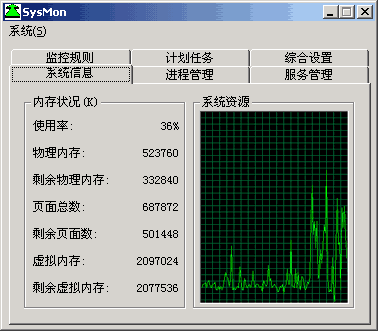 SysMon
系统(S)
监控规则 计划任务 综合设置
系统信息 进程管理 服务管理
内存状况(K) 系统资源
使用率: 36%
物理内存: 523760
剩余物理内存: 332840
页面总数: 687872
剩余页面数: 501448
虚拟内存: 2097024
剩余虚拟内存: 2077536